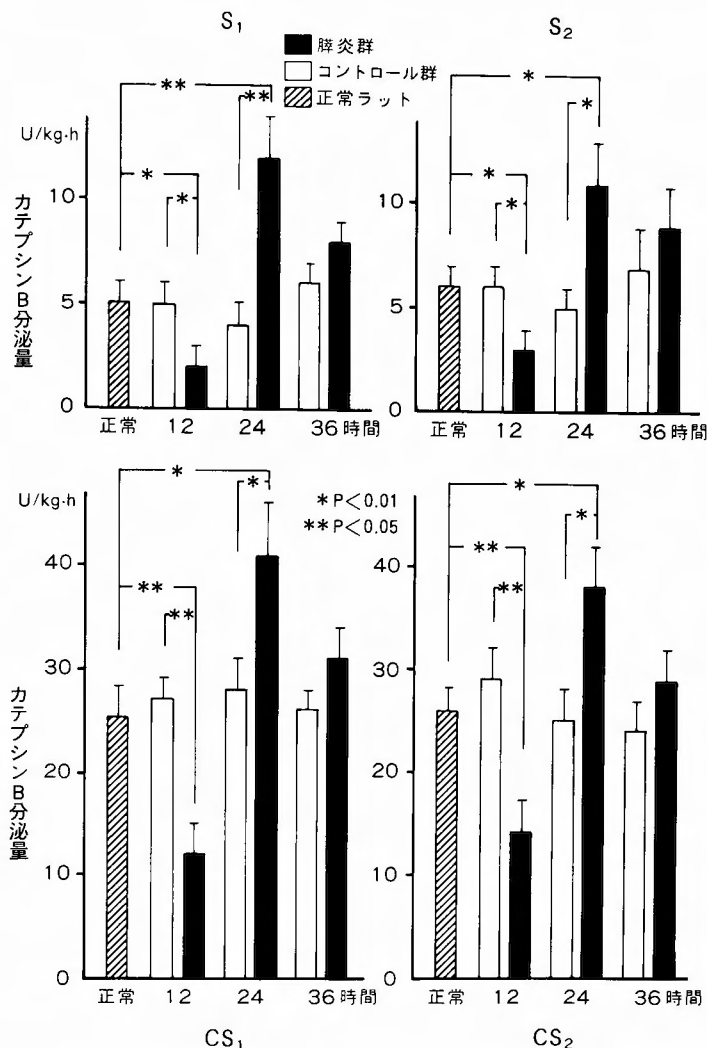 S₁
S₂
膵炎群
コントロール群
正常ラット
U/kg·h
カテプシンB分泌量
10
5
0
**
*
*
**
正常
12
24
36時間
10
5
0
*
*
*
*
正常
12
24
36時間
U/kg·h
カテプシンB分泌量
40
30
20
10
0
*
*
**
**
正常
12
24
36時間
CS₁
*P<0.01
**P<0.05
40
30
20
10
0
*
*
**
**
正常
12
24
36時間
CS₂